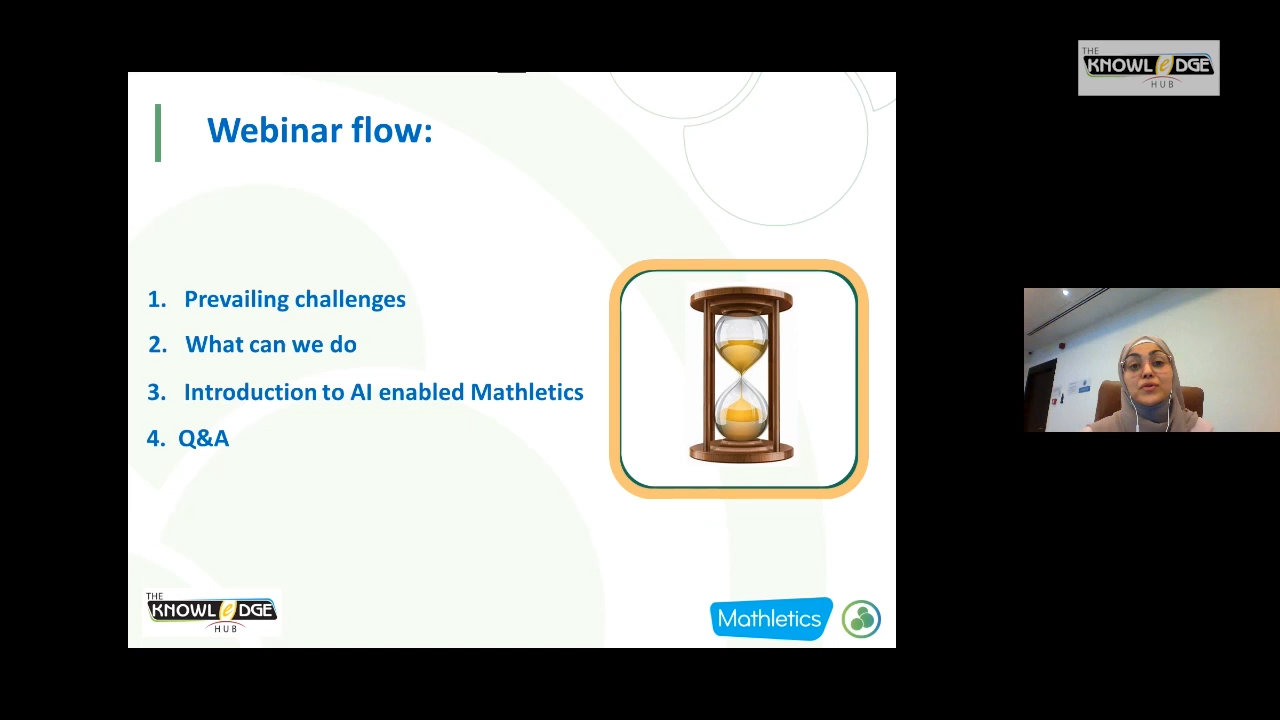 THE
KNOWLeDGE
HUB
Webinar flow:
1. Prevailing challenges
2. What can we do
3. Introduction to AI enabled Mathletics
4. Q&A
THE
KNOWLeDGE
HUB
Mathletics